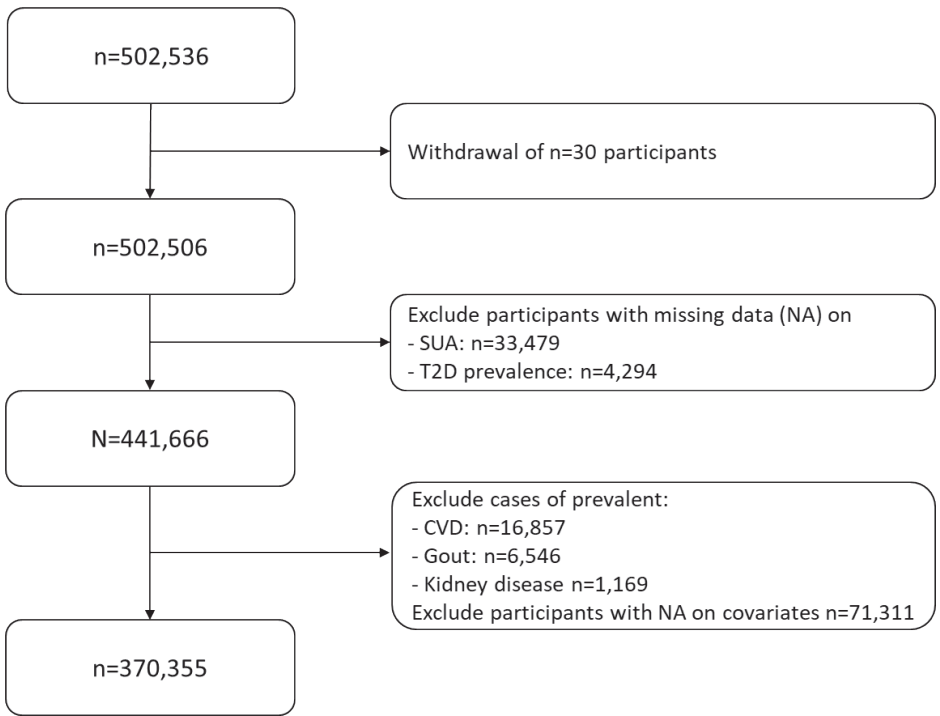 n=502,536
Withdrawal of n=30 participants
n=502,506
Exclude participants with missing data (NA) on
- SUA: n=33,479
- T2D prevalence: n=4,294
N=441,666
Exclude cases of prevalent:
- CVD: n=16,857
- Gout: n=6,546
- Kidney disease n=1,169
Exclude participants with NA on covariates n=71,311
n=370,355